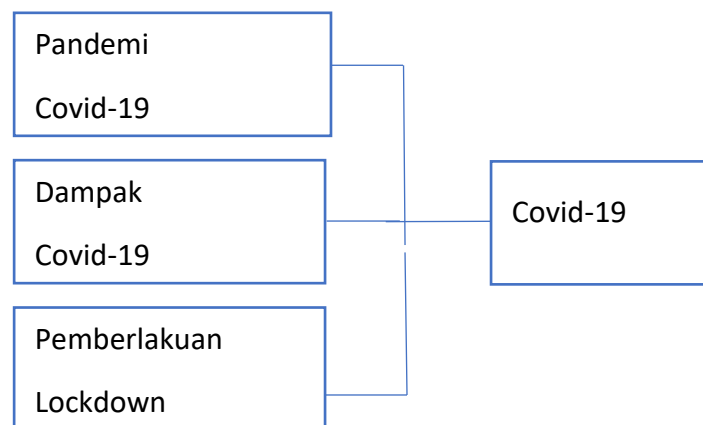 Pandemi
Covid-19
Dampak
Covid-19
Covid-19
Pemberlakuan
Lockdown